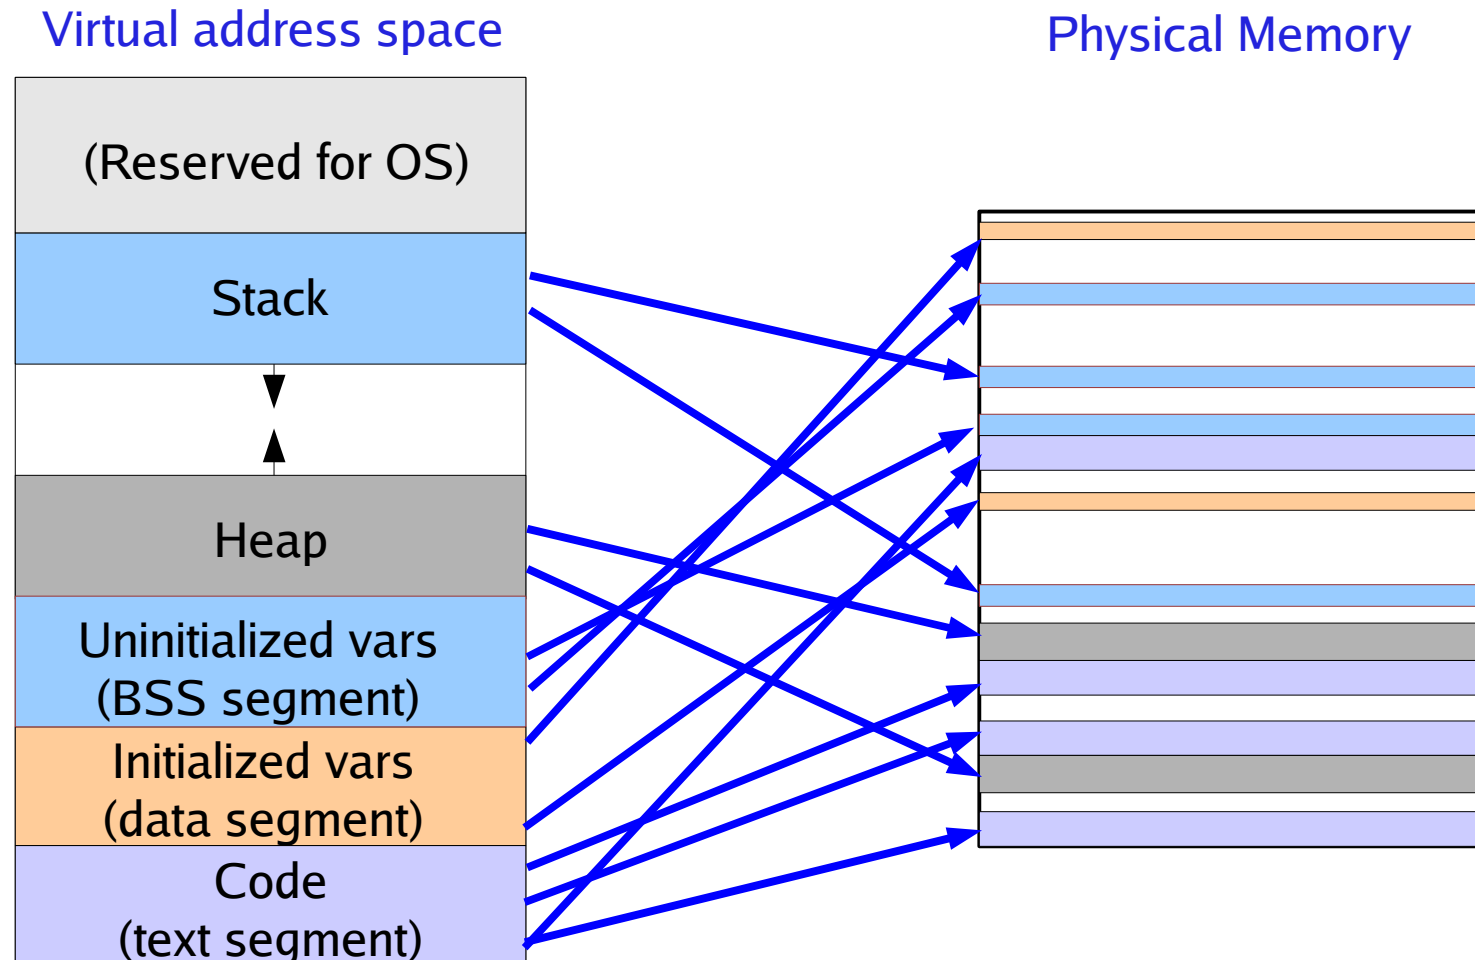 Virtual address space
Physical Memory
(Reserved for OS)
Stack
Heap
Uninitialized vars
(BSS segment)
Initialized vars
(data segment)
Code
(text segment)